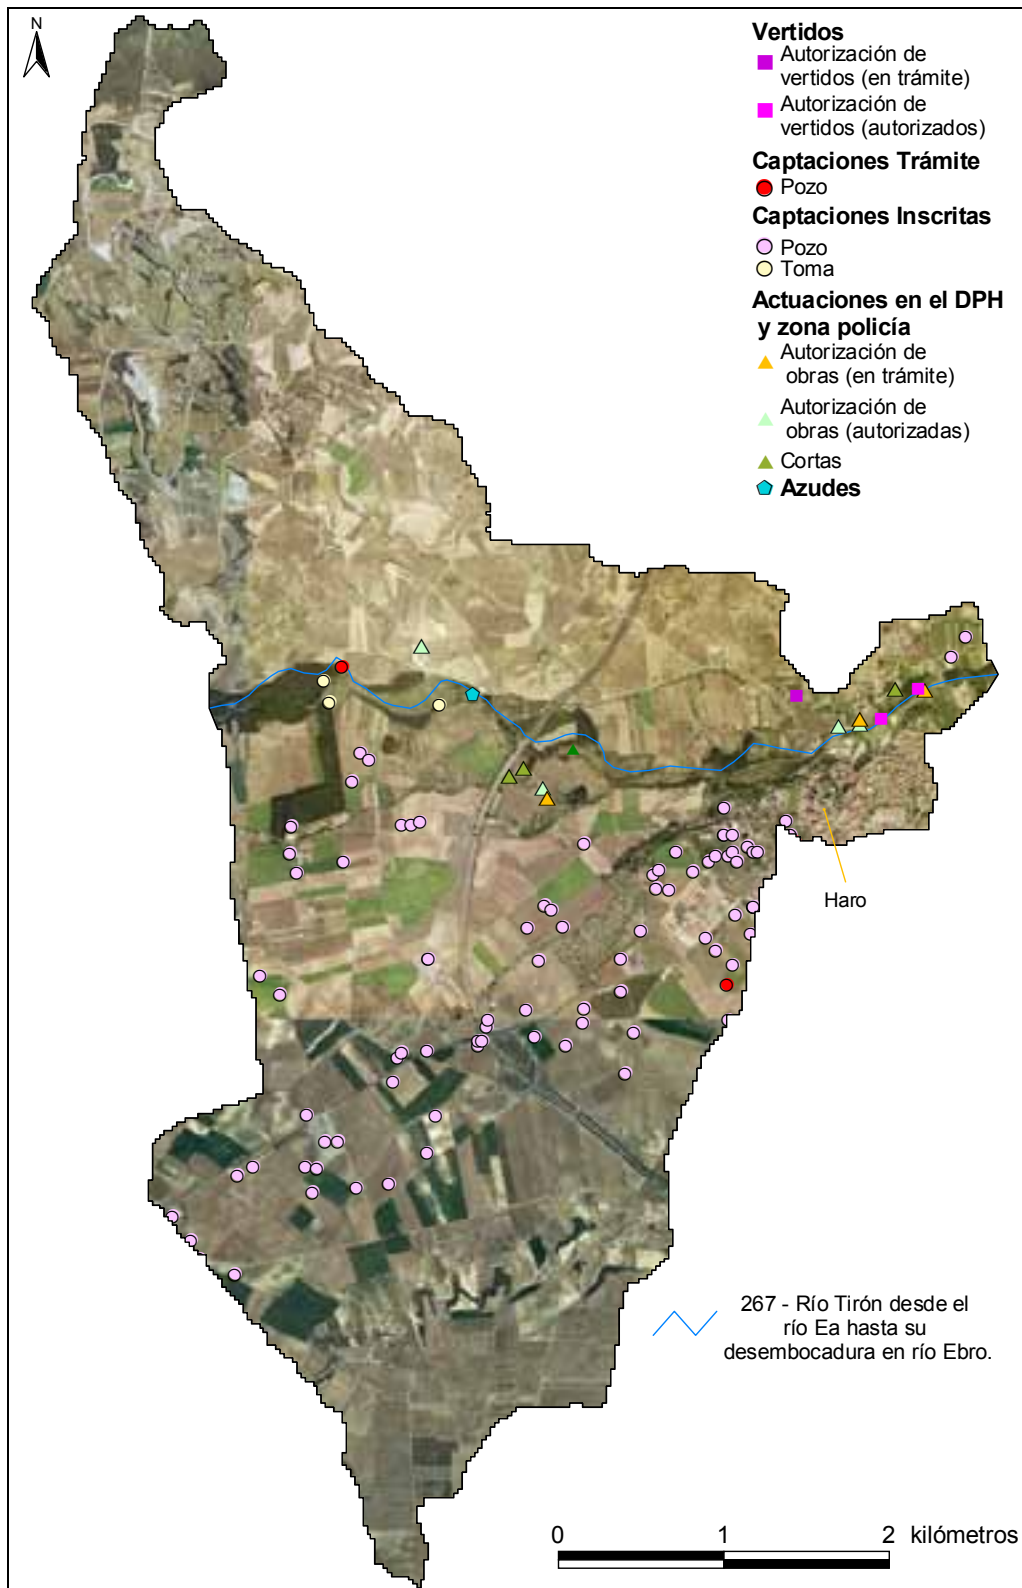 N
Vertidos
Autorización de
vertidos (en trámite)
Autorización de
vertidos (autorizados)
Captaciones Trámite
Pozo
Captaciones Inscritas
Pozo
Toma
Actuaciones en el DPH
y zona policía
Autorización de
obras (en trámite)
Autorización de
obras (autorizadas)
Cortas
Azudes
Haro
267 - Río Tirón desde el
río Ea hasta su
desembocadura en río Ebro.
0 1 2 kilómetros